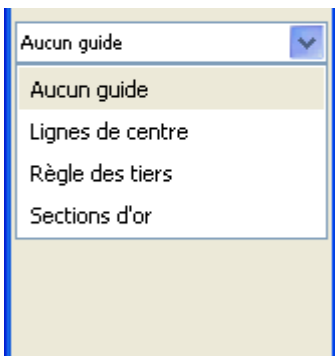 Aucun guide
Aucun guide
Lignes de centre
Règle des tiers
Sections d'or